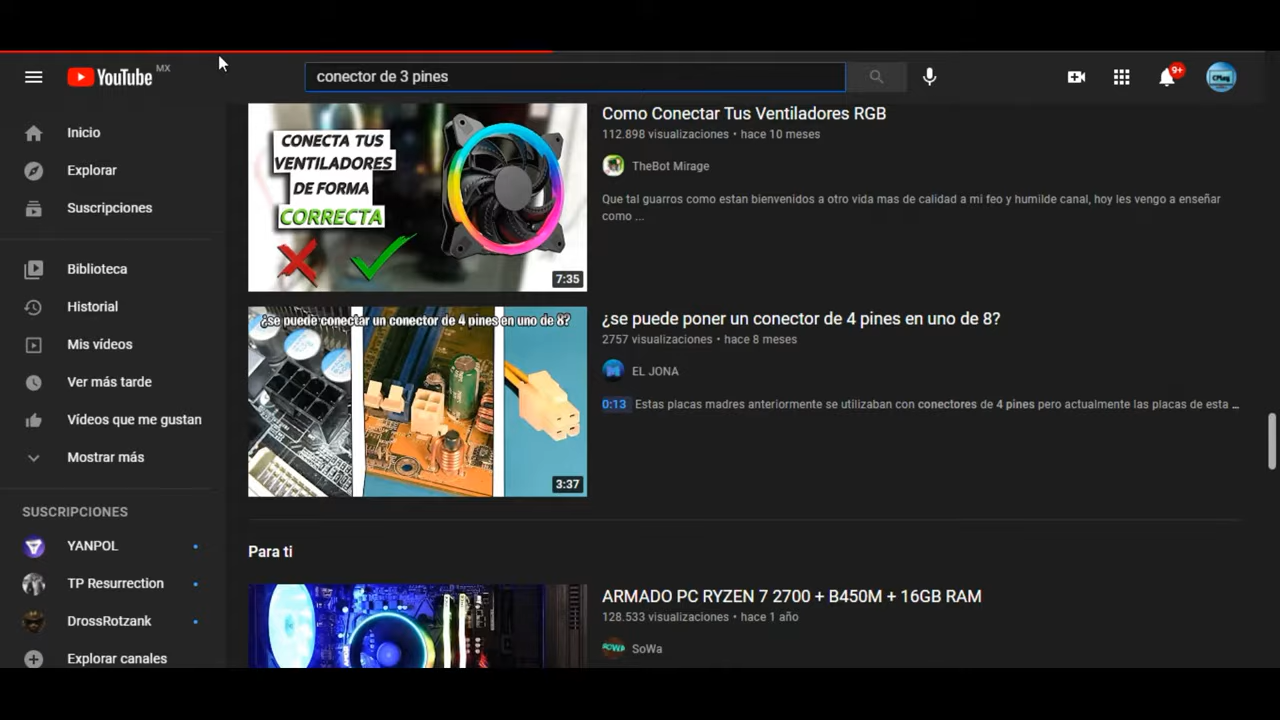 YouTube MX
conector de 3 pines
9+
CPlay
Inicio
Explorar
Suscripciones
Biblioteca
Historial
Mis vídeos
Ver más tarde
Vídeos que me gustan
Mostrar más
SUSCRIPCIONES
YANPOL
TP Resurrection
DrossRotzank
Explorar canales
CONECTA TUS
VENTILADORES
DE FORMA
CORRECTA
7:35
Como Conectar Tus Ventiladores RGB
112.898 visualizaciones • hace 10 meses
TheBot Mirage
Que tal guarros como estan bienvenidos a otro vida mas de calidad a mi feo y humilde canal, hoy les vengo a enseñar
como ...
¿se puede conectar un conector de 4 pines en uno de 8?
3:37
¿se puede poner un conector de 4 pines en uno de 8?
2757 visualizaciones • hace 8 meses
EL JONA
0:13 Estas placas madres anteriormente se utilizaban con conectores de 4 pines pero actualmente las placas de esta ...
Para ti
ARMADO PC RYZEN 7 2700 + B450M + 16GB RAM
128.533 visualizaciones • hace 1 año
SOWA
SoWa